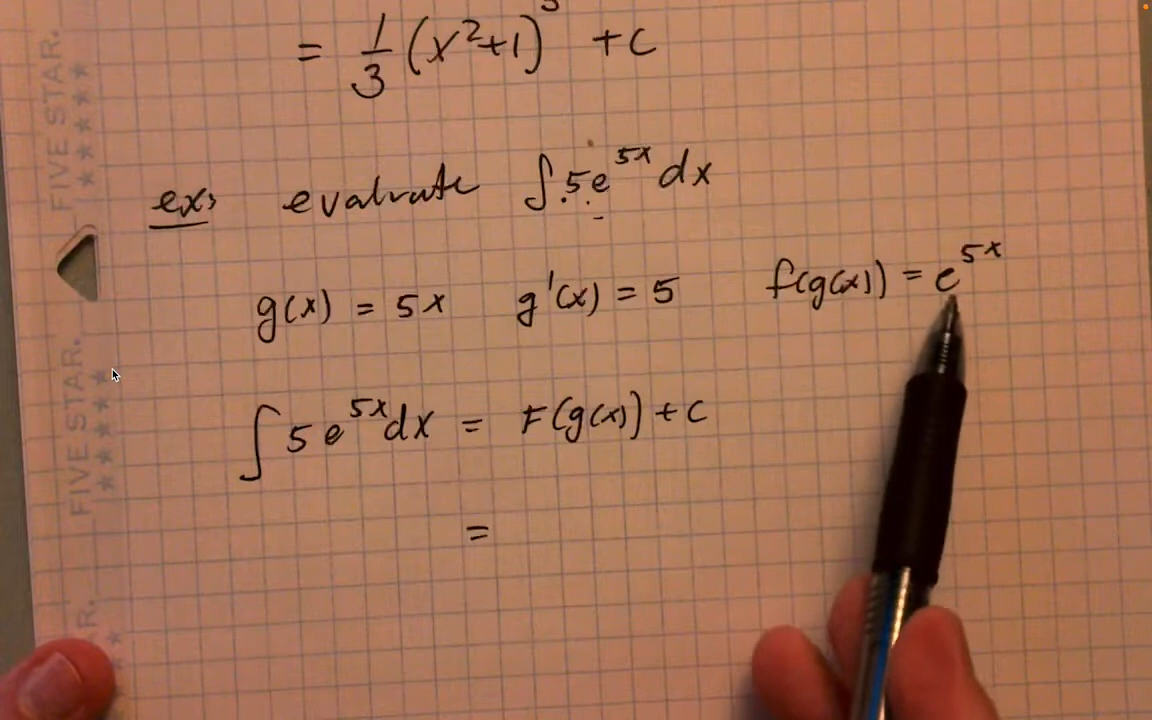 = 1/3 (x²+1)³ + C
ex: evaluate ∫ 5e^{5x} dx
g(x) = 5x g'(x) = 5 f(g(x)) = e^{5x}
∫ 5e^{5x} dx = F(g(x)) + C
=
FIVE STAR.
FIVE STAR.
R.